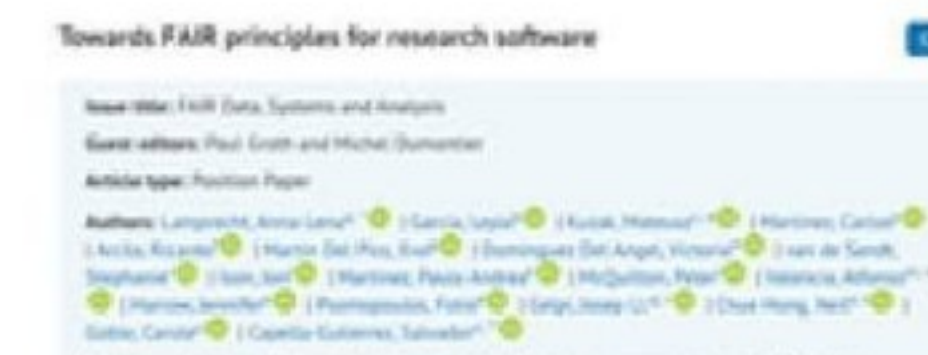 Towards FAIR principles for research software
Issue title: FAIR Data, Systems and Analysis
Guest editors: Paul Groth and Michel Dumontier
Article type: Position Paper
Authors: Lamprecht, Anna-Lena | Garcia, Leyla | Kuzak, Mateusz | Martinez, Carlos
| Arcila, Ricardo | Martin Del Pico, Eva | Dominguez Del Angel, Victoria | van de Sandt,
Stephanie | Ison, Jon | Martinez, Paula Andrea | McQuilton, Peter | Valencia, Alfonso
| Harrow, Jennifer | Psomopoulos, Fotis | Gelpi, Josep Ll. | Chue Hong, Neil |
Goble, Carole | Capella-Gutierrez, Salvador